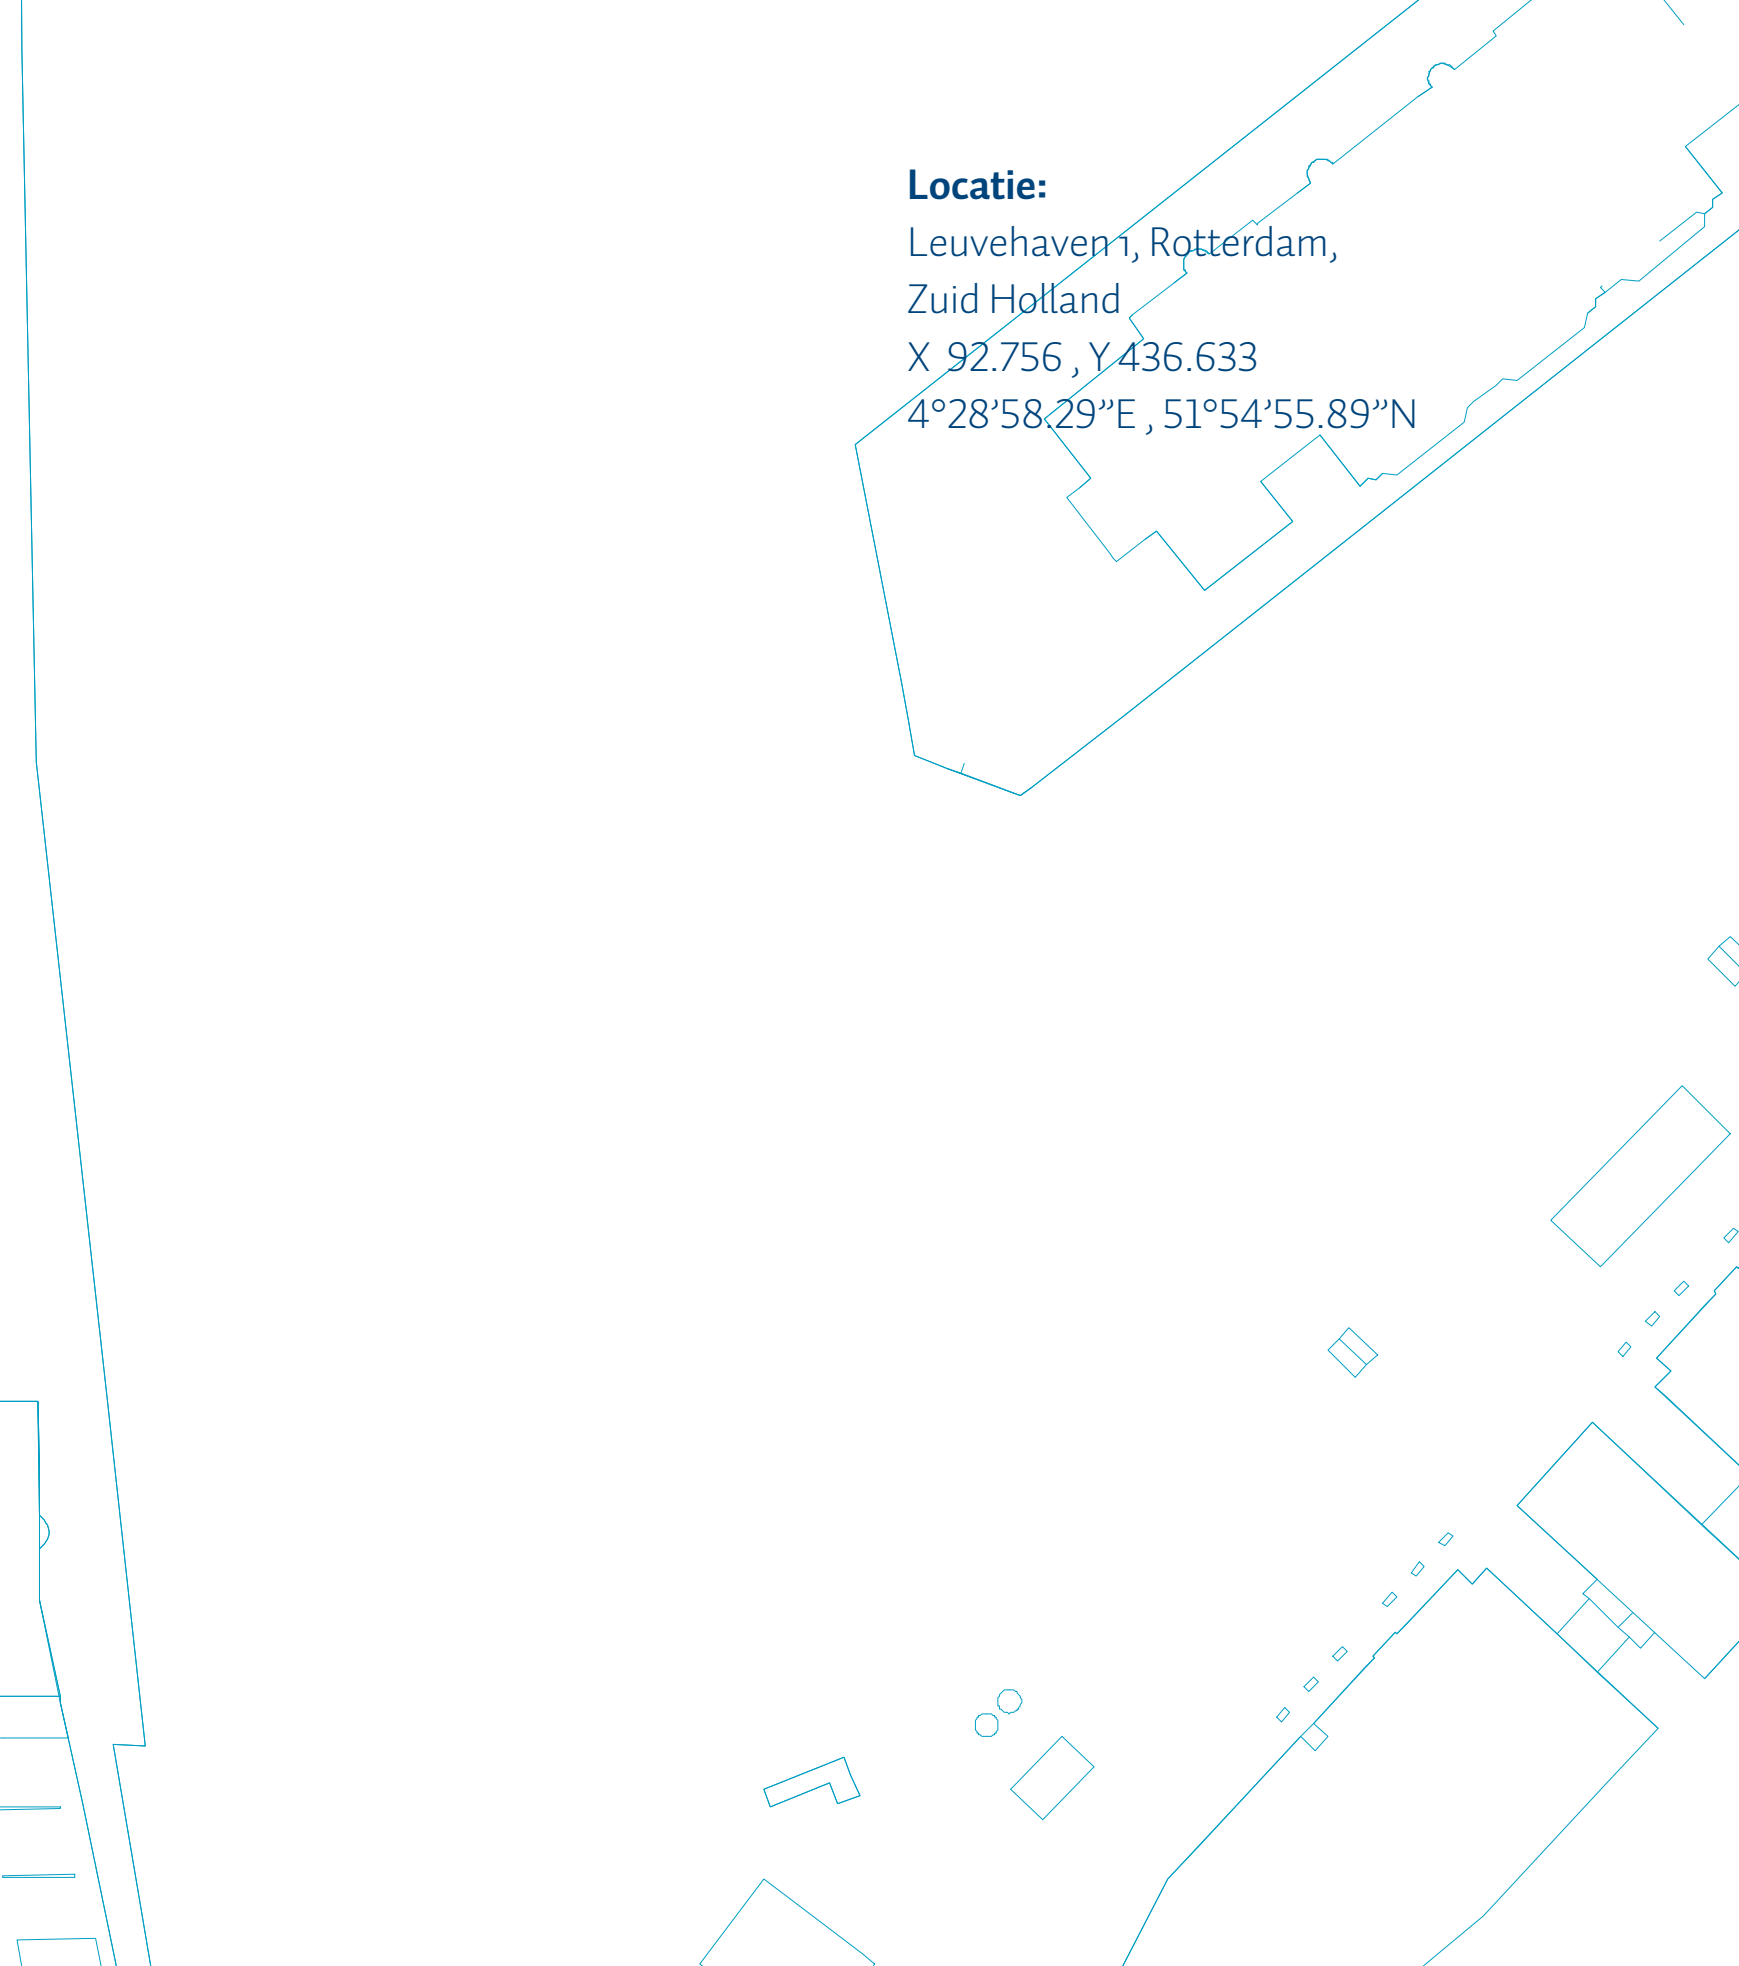 Locatie:
Leuvehaven 1, Rotterdam,
Zuid Holland
X 92.756 , Y 436.633
4°28’58.29”E , 51°54’55.89”N